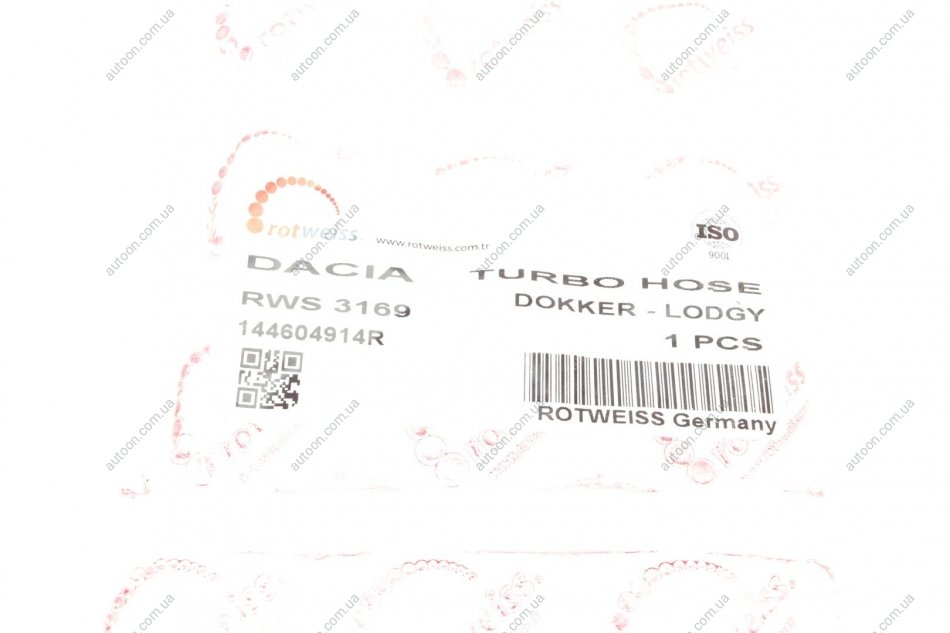 rotweiss
www.rotweiss.com.tr
ISO
9001
DACIA TURBO HOSE
RWS 3169 DOKKER - LODGY
144604914R 1 PCS
ROTWEISS Germany
rotweiss
autoon.com.ua